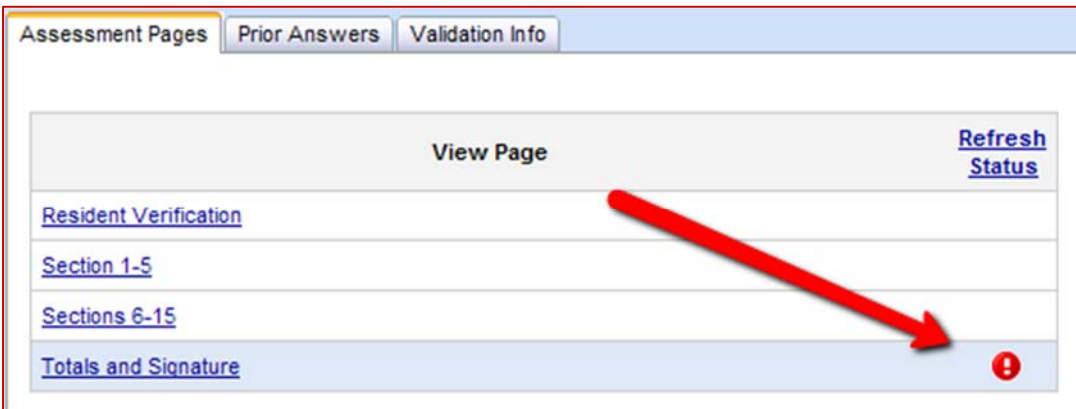 Assessment Pages Prior Answers Validation Info
View Page
Refresh
Status
Resident Verification
Section 1-5
Sections 6-15
Totals and Signature